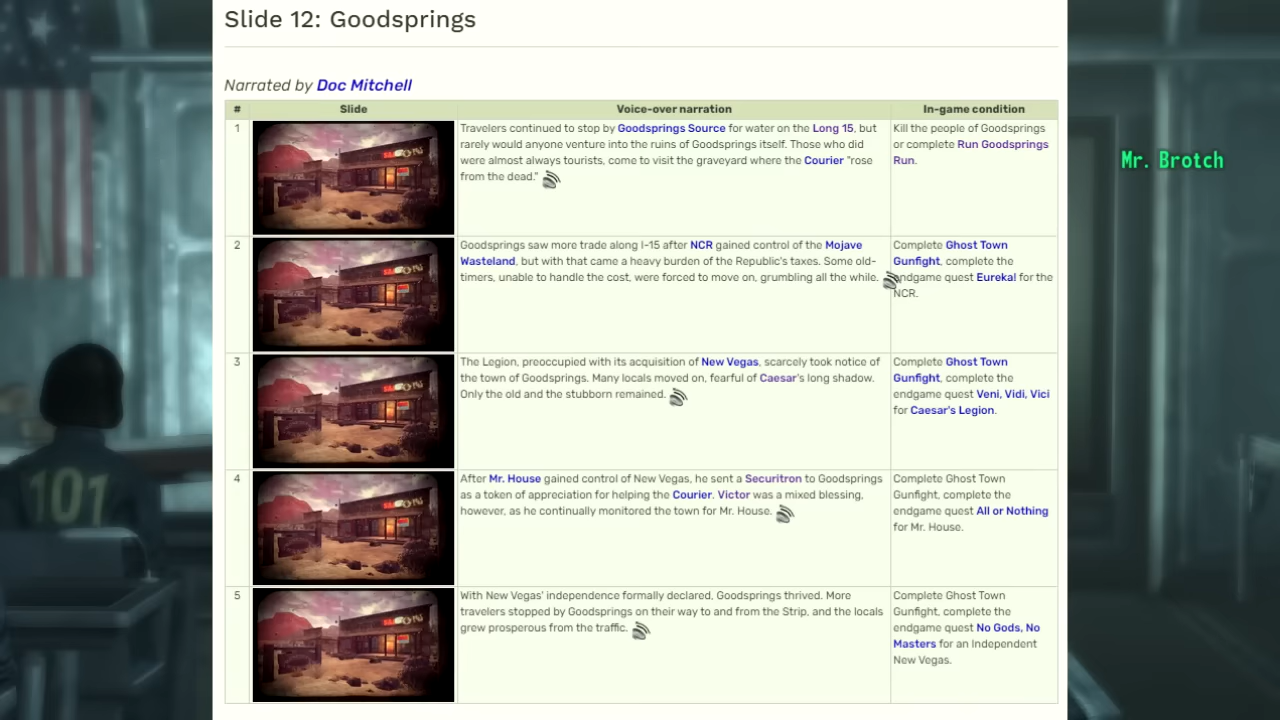 Slide 12: Goodsprings
Narrated by Doc Mitchell
# Slide Voice-over narration In-game condition
1
Travelers continued to stop by Goodsprings Source for water on the Long 15, but
rarely would anyone venture into the ruins of Goodsprings itself. Those who did
were almost always tourists, come to visit the graveyard where the Courier "rose
from the dead."
Kill the people of Goodsprings
or complete Run Goodsprings
Run.
2
Goodsprings saw more trade along I-15 after NCR gained control of the Mojave
Wasteland, but with that came a heavy burden of the Republic's taxes. Some old-
timers, unable to handle the cost, were forced to move on, grumbling all the while.
Complete Ghost Town
Gunfight, complete the
endgame quest Eureka! for the
NCR.
3
The Legion, preoccupied with its acquisition of New Vegas, scarcely took notice of
the town of Goodsprings. Many locals moved on, fearful of Caesar's long shadow.
Only the old and the stubborn remained.
Complete Ghost Town
Gunfight, complete the
endgame quest Veni, Vidi, Vici
for Caesar's Legion.
4
After Mr. House gained control of New Vegas, he sent a Securitron to Goodsprings
as a token of appreciation for helping the Courier. Victor was a mixed blessing,
however, as he continually monitored the town for Mr. House.
Complete Ghost Town
Gunfight, complete the
endgame quest All or Nothing
for Mr. House.
5
With New Vegas' independence formally declared, Goodsprings thrived. More
travelers stopped by Goodsprings on their way to and from the Strip, and the locals
grew prosperous from the traffic.
Complete Ghost Town
Gunfight, complete the
endgame quest No Gods, No
Masters for an Independent
New Vegas.
Mr. Brotch
101